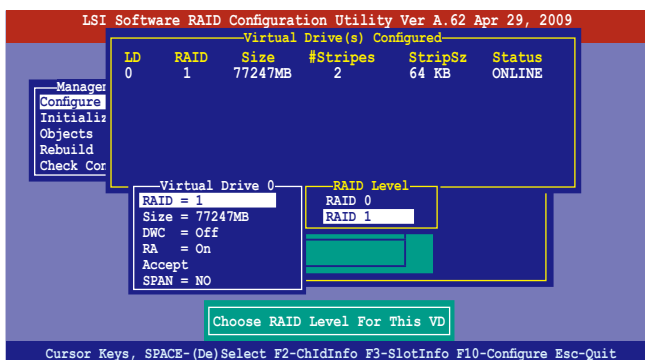 LSI Software RAID Configuration Utility Ver A.62 Apr 29, 2009
Virtual Drive(s) Configured
LD RAID Size #Stripes StripSz Status
0 1 77247MB 2 64 KB ONLINE
Managem
Configure
Initializ
Objects
Rebuild
Check Con
Virtual Drive 0
RAID = 1
Size = 77247MB
DWC = Off
RA = On
Accept
SPAN = NO
RAID Level
RAID 0
RAID 1
Choose RAID Level For This VD
Cursor Keys, SPACE-(De)Select F2-ChIdInfo F3-SlotInfo F10-Configure Esc-Quit